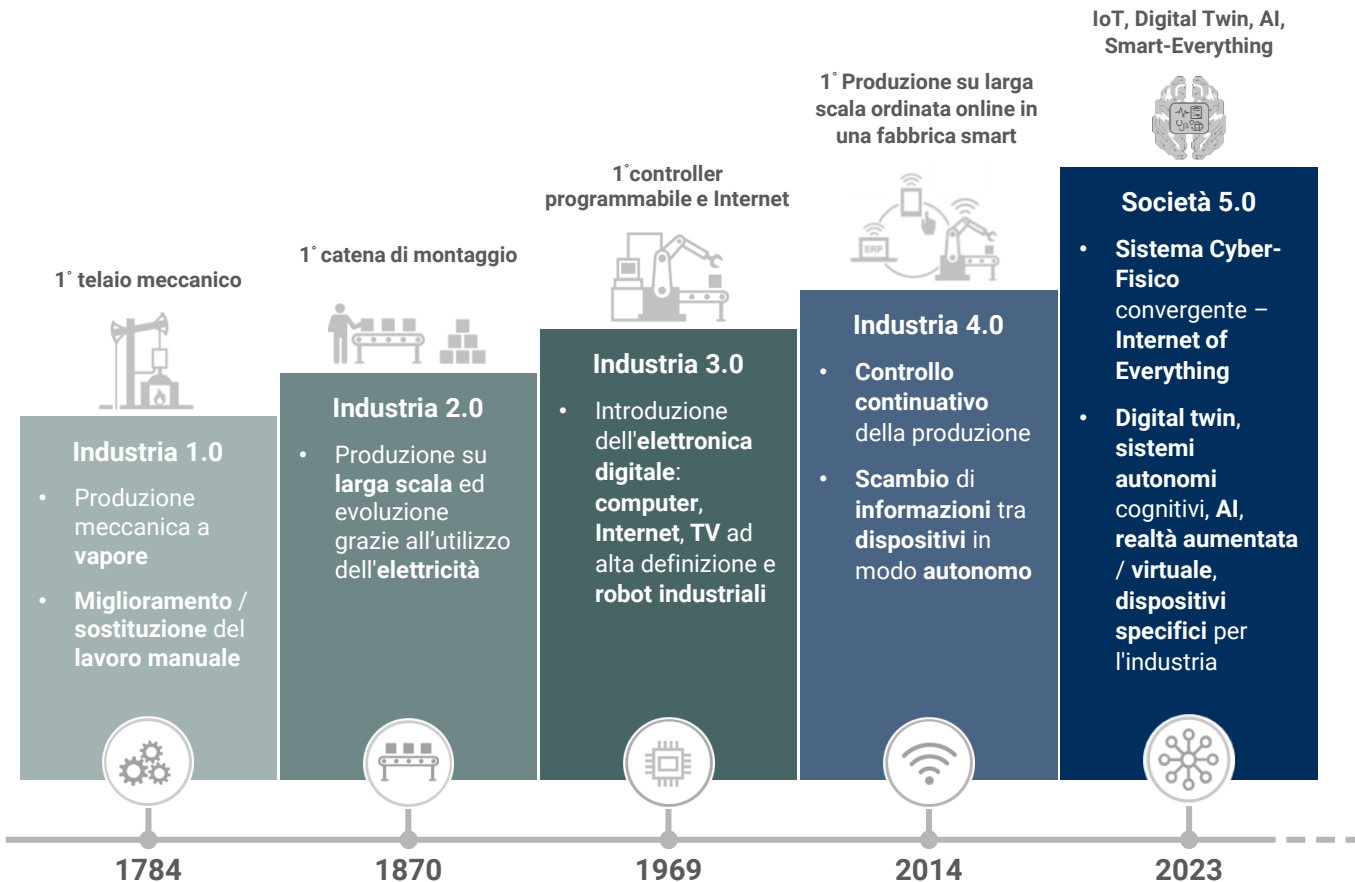 1° telaio meccanico
Industria 1.0
• Produzione
meccanica a
vapore
• Miglioramento /
sostituzione del
lavoro manuale
1784
1° catena di montaggio
Industria 2.0
• Produzione su
larga scala ed
evoluzione
grazie all’utilizzo
dell'elettricità
1870
1°controller
programmabile e Internet
Industria 3.0
• Introduzione
dell'elettronica
digitale:
computer,
Internet, TV ad
alta definizione e
robot industriali
1969
1° Produzione su larga
scala ordinata online in
una fabbrica smart
ERP
Industria 4.0
• Controllo
continuativo
della produzione
• Scambio di
informazioni tra
dispositivi in
modo autonomo
2014
IoT, Digital Twin, AI,
Smart-Everything
Società 5.0
• Sistema Cyber-
Fisico
convergente –
Internet of
Everything
• Digital twin,
sistemi
autonomi
cognitivi, AI,
realtà aumentata
/ virtuale,
dispositivi
specifici per
l'industria
2023